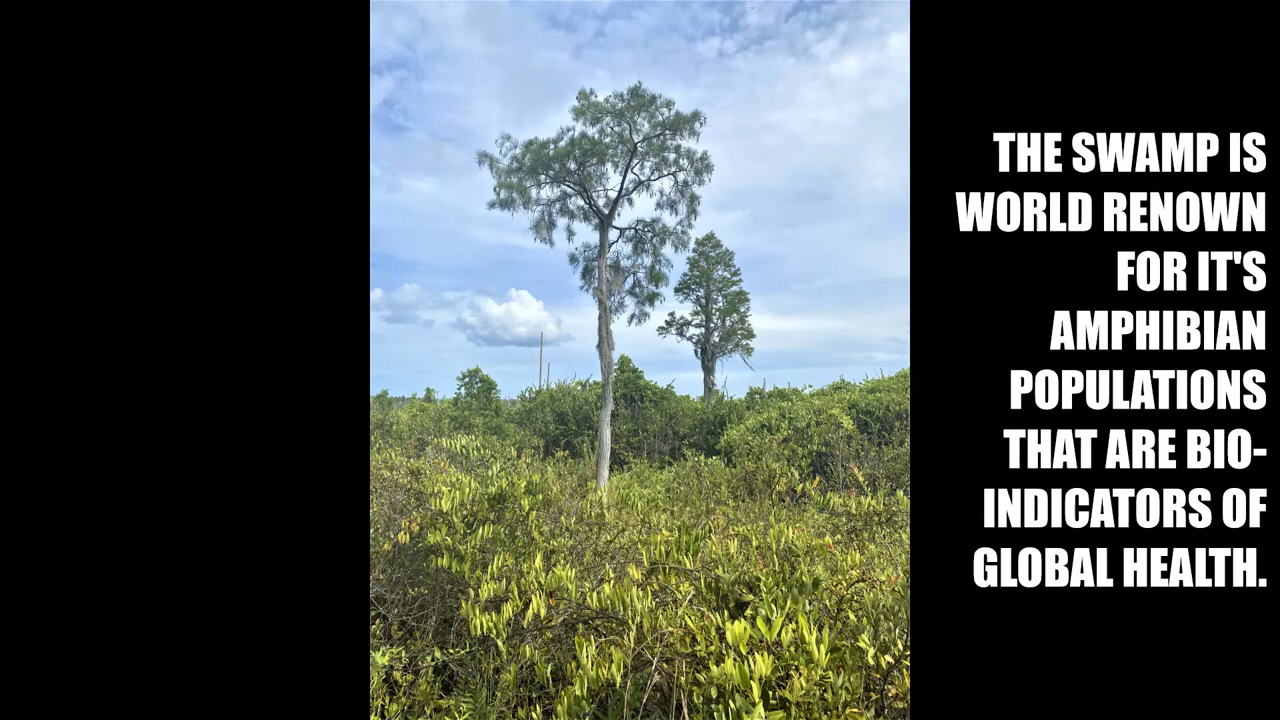 THE SWAMP IS
WORLD RENOWN
FOR IT'S
AMPHIBIAN
POPULATIONS
THAT ARE BIO-
INDICATORS OF
GLOBAL HEALTH.